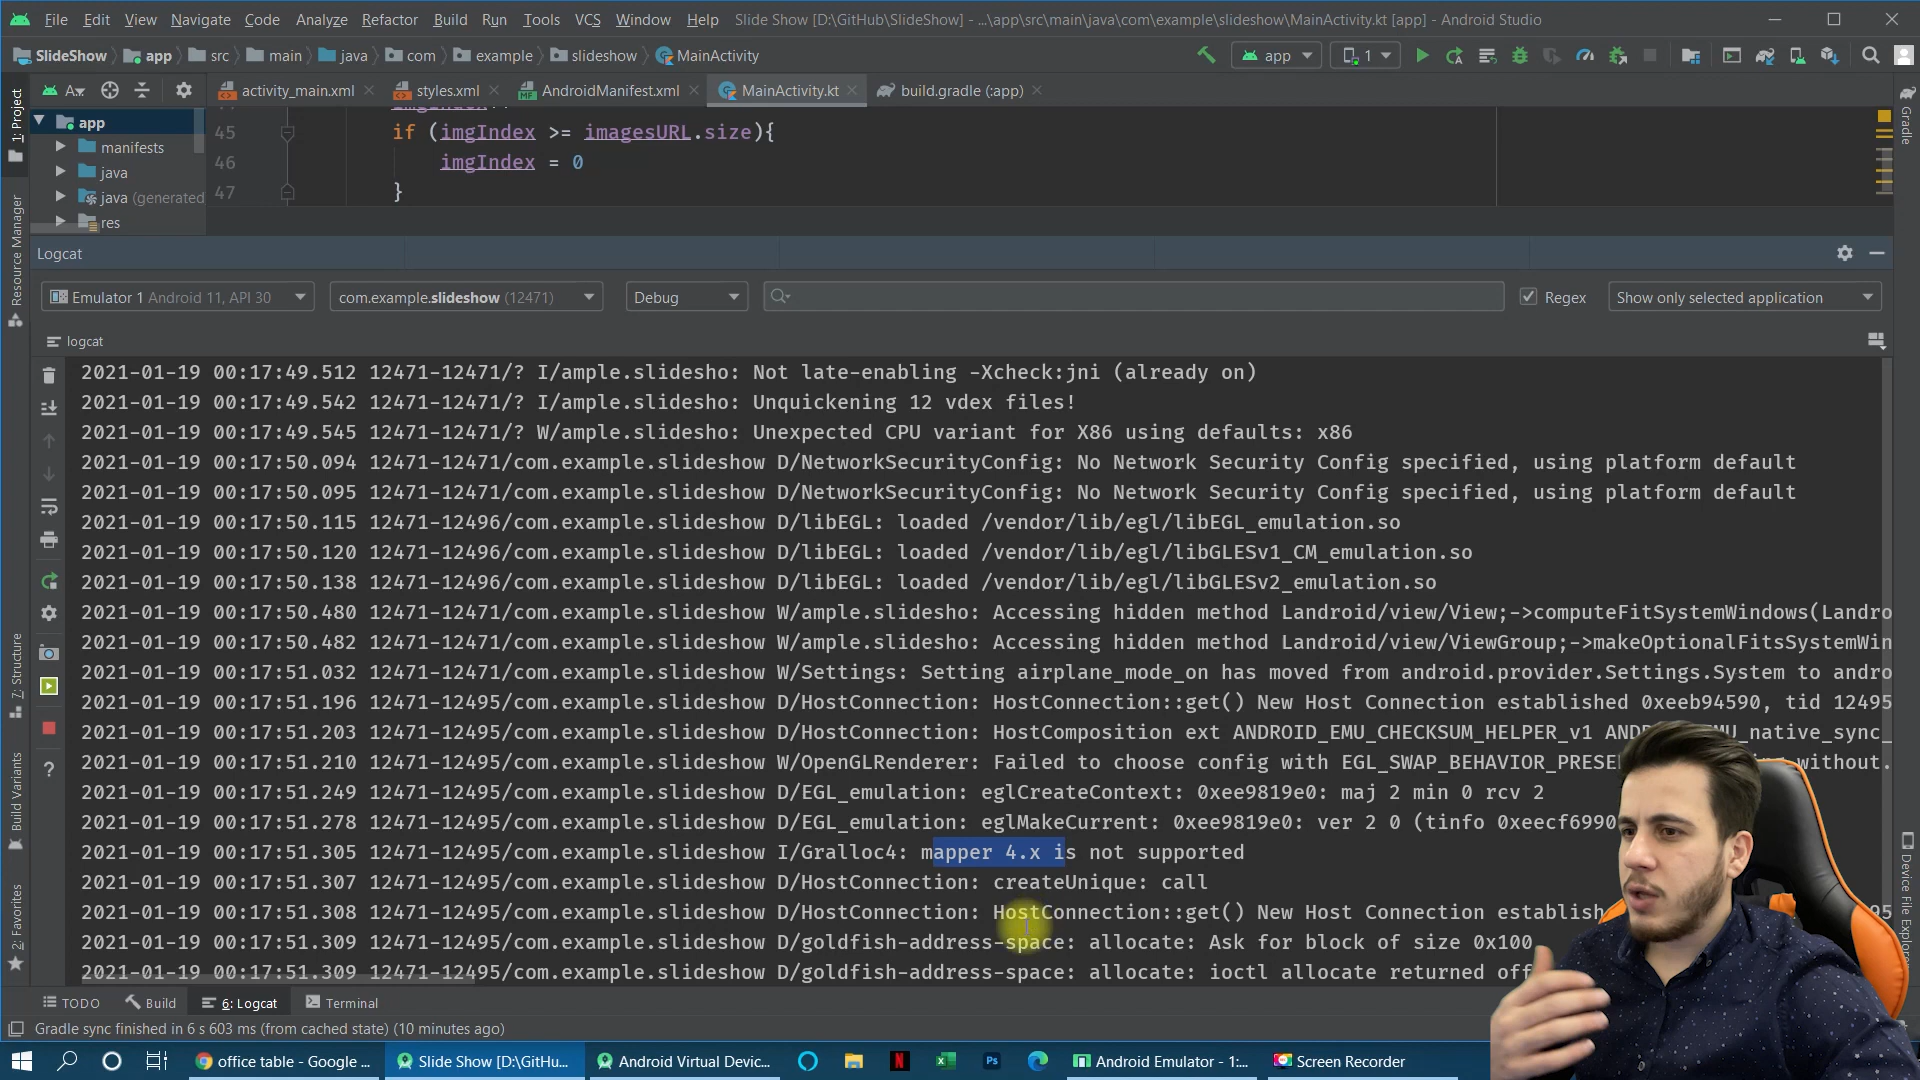 File Edit View Navigate Code Analyze Refactor Build Run Tools VCS Window Help Slide Show [D:\GitHub\SlideShow] - ...\app\src\main\java\com\example\slideshow\MainActivity.kt [app] - Android Studio
SlideShow app src main java com example slideshow MainActivity app 1
A activity_main.xml styles.xml AndroidManifest.xml MainActivity.kt build.gradle (:app)
1: Project
Resource Manager
7: Structure
Build Variants
2: Favorites
Gradle
Device File Explorer
app
manifests
java
java (generated
res
45 if (imgIndex >= imagesURL.size){
46 imgIndex = 0
47 }
Logcat
Emulator 1 Android 11, API 30 com.example.slideshow (12471) Debug Regex Show only selected application
logcat
2021-01-19 00:17:49.512 12471-12471/? I/ample.slidesho: Not late-enabling -Xcheck:jni (already on)
2021-01-19 00:17:49.542 12471-12471/? I/ample.slidesho: Unquickening 12 vdex files!
2021-01-19 00:17:49.545 12471-12471/? W/ample.slidesho: Unexpected CPU variant for X86 using defaults: x86
2021-01-19 00:17:50.094 12471-12471/com.example.slideshow D/NetworkSecurityConfig: No Network Security Config specified, using platform default
2021-01-19 00:17:50.095 12471-12471/com.example.slideshow D/NetworkSecurityConfig: No Network Security Config specified, using platform default
2021-01-19 00:17:50.115 12471-12496/com.example.slideshow D/libEGL: loaded /vendor/lib/egl/libEGL_emulation.so
2021-01-19 00:17:50.120 12471-12496/com.example.slideshow D/libEGL: loaded /vendor/lib/egl/libGLESv1_CM_emulation.so
2021-01-19 00:17:50.138 12471-12496/com.example.slideshow D/libEGL: loaded /vendor/lib/egl/libGLESv2_emulation.so
2021-01-19 00:17:50.480 12471-12471/com.example.slideshow W/ample.slidesho: Accessing hidden method Landroid/view/View;->computeFitSystemWindows(Landro
2021-01-19 00:17:50.482 12471-12471/com.example.slideshow W/ample.slidesho: Accessing hidden method Landroid/view/ViewGroup;->makeOptionalFitsSystemWin
2021-01-19 00:17:51.032 12471-12471/com.example.slideshow W/Settings: Setting airplane_mode_on has moved from android.provider.Settings.System to andro
2021-01-19 00:17:51.196 12471-12495/com.example.slideshow D/HostConnection: HostConnection::get() New Host Connection established 0xeeb94590, tid 12495
2021-01-19 00:17:51.203 12471-12495/com.example.slideshow D/HostConnection: HostComposition ext ANDROID_EMU_CHECKSUM_HELPER_v1 AND MU_native_sync_
2021-01-19 00:17:51.210 12471-12495/com.example.slideshow W/OpenGLRenderer: Failed to choose config with EGL_SWAP_BEHAVIOR_PRESE without.
2021-01-19 00:17:51.249 12471-12495/com.example.slideshow D/EGL_emulation: eglCreateContext: 0xee9819e0: maj 2 min 0 rcv 2
2021-01-19 00:17:51.278 12471-12495/com.example.slideshow D/EGL_emulation: eglMakeCurrent: 0xee9819e0: ver 2 0 (tinfo 0xeecf6990
2021-01-19 00:17:51.305 12471-12495/com.example.slideshow I/Gralloc4: mapper 4.x is not supported
2021-01-19 00:17:51.307 12471-12495/com.example.slideshow D/HostConnection: createUnique: call
2021-01-19 00:17:51.308 12471-12495/com.example.slideshow D/HostConnection: HostConnection::get() New Host Connection establish 95
2021-01-19 00:17:51.309 12471-12495/com.example.slideshow D/goldfish-address-space: allocate: Ask for block of size 0x100
2021-01-19 00:17:51.309 12471-12495/com.example.slideshow D/goldfish-address-space: allocate: ioctl allocate returned off
TODO Build 6: Logcat Terminal
Gradle sync finished in 6 s 603 ms (from cached state) (10 minutes ago)
office table - Google ... Slide Show [D:\GitHu... Android Virtual Devic... Android Emulator - 1:... Screen Recorder